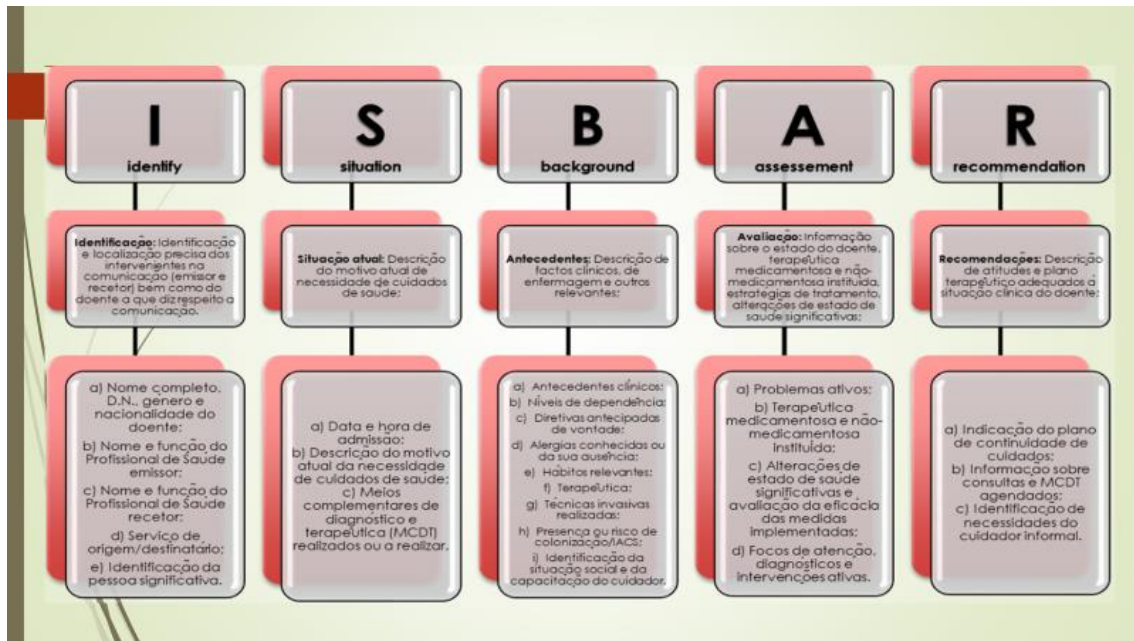 I
identify
Identificação: Identificação
e localização precisa dos
intervenientes na
comunicação (emissor e
recetor) bem como do
doente a que diz respeito a
comunicação.
a) Nome completo,
D.N., genero e
nacionalidade do
doente;
b) Nome e função do
Profissional de Saúde
emissor;
c) Nome e função do
Profissional de Saúde
recetor;
d) Serviço de
origem/destinatário;
e) Identificação da
pessoa significativa.
S
situation
Situação atual: Descrição
do motivo atual de
necessidade de cuidados
de saude;
a) Data e hora de
admissão;
b) Descrição do motivo
atual da necessidade
de cuidados de saúde;
c) Meios
complementares de
diagnóstico e
terapeutica (MCDT)
realizados ou a realizar.
B
background
Antecedentes: Descrição de
factos clínicos, de
enfermagem e outros
relevantes;
a) Antecedentes clínicos;
b) Níveis de dependência;
c) Diretivas antecipadas
de vontade;
d) Alergias conhecidas ou
da sua ausência;
e) Hábitos relevantes;
f) Terapeûtica;
g) Técnicas invasivas
realizadas;
h) Presença ou risco de
colonização/IACS;
i) Identificação da
situação social e da
capacitação do cuidador.
A
assessement
Avaliação: Informação
sobre o estado do doente,
terapeûtica
medicamentosa e não-
medicamentosa instituída,
estrategias de tratamento,
alterações de estado de
saude significativas;
a) Problemas ativos;
b) Terapeûtica
medicamentosa e não-
medicamentosa
instituída;
c) Alterações de
estado de saúde
significativas e
avaliação da eficácia
das medidas
implementadas;
d) Focos de atenção,
diagnósticos e
intervenções ativas.
R
recommendation
Recomendações: Descrição
de atitudes e plano
terapêutico adequados á
situação clínica do doente;
a) Indicação do plano
de continuidade de
cuidados;
b) Informação sobre
consultas e MCDT
agendados;
c) Identificação de
necessidades do
cuidador informal.